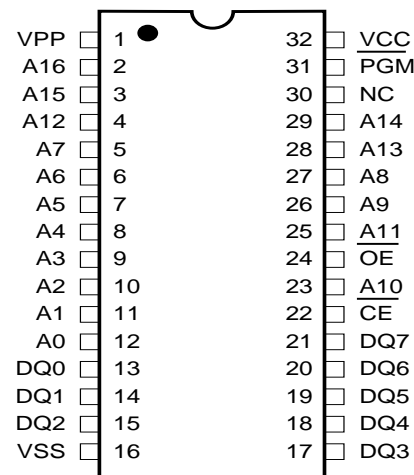 VPP 1 32 VCC
A16 2 31 PGM
A15 3 30 NC
A12 4 29 A14
A7 5 28 A13
A6 6 27 A8
A5 7 26 A9
A4 8 25 A11
A3 9 24 OE
A2 10 23 A10
A1 11 22 CE
A0 12 21 DQ7
DQ0 13 20 DQ6
DQ1 14 19 DQ5
DQ2 15 18 DQ4
VSS 16 17 DQ3